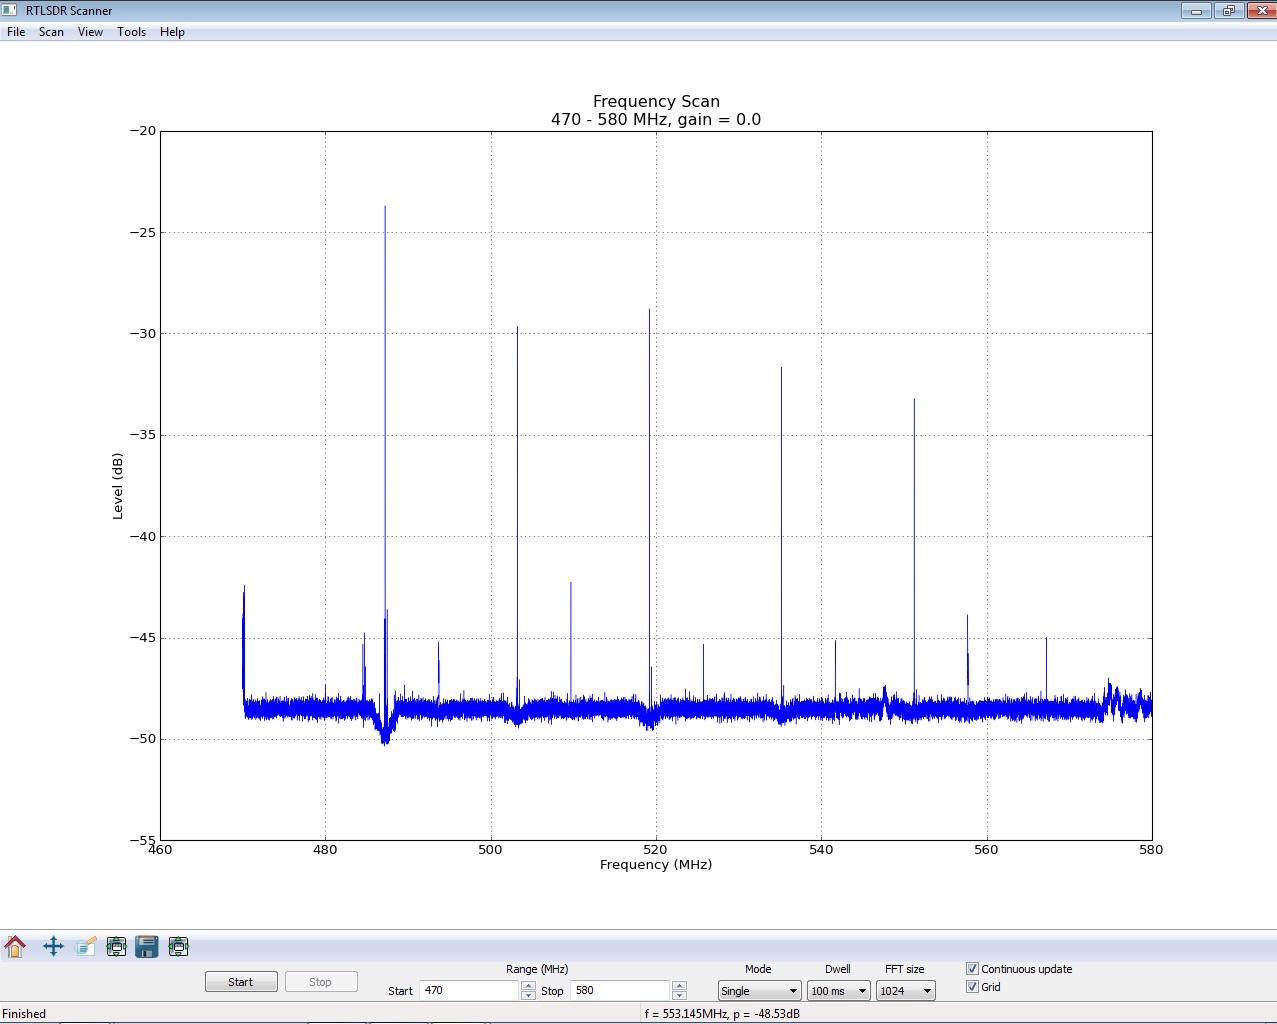 RTLSDR Scanner
File Scan View Tools Help
Frequency Scan
470 - 580 MHz, gain = 0.0
−20
−25
−30
−35
−40
−45
−50
−55
Level (dB)
460 480 500 520 540 560 580
Frequency (MHz)
Range (MHz) Mode Dwell FFT size Continuous update
Start Stop Start 470 Stop 580 Single 100 ms 1024 Grid
Finished f = 553.145MHz, p = -48.53dB